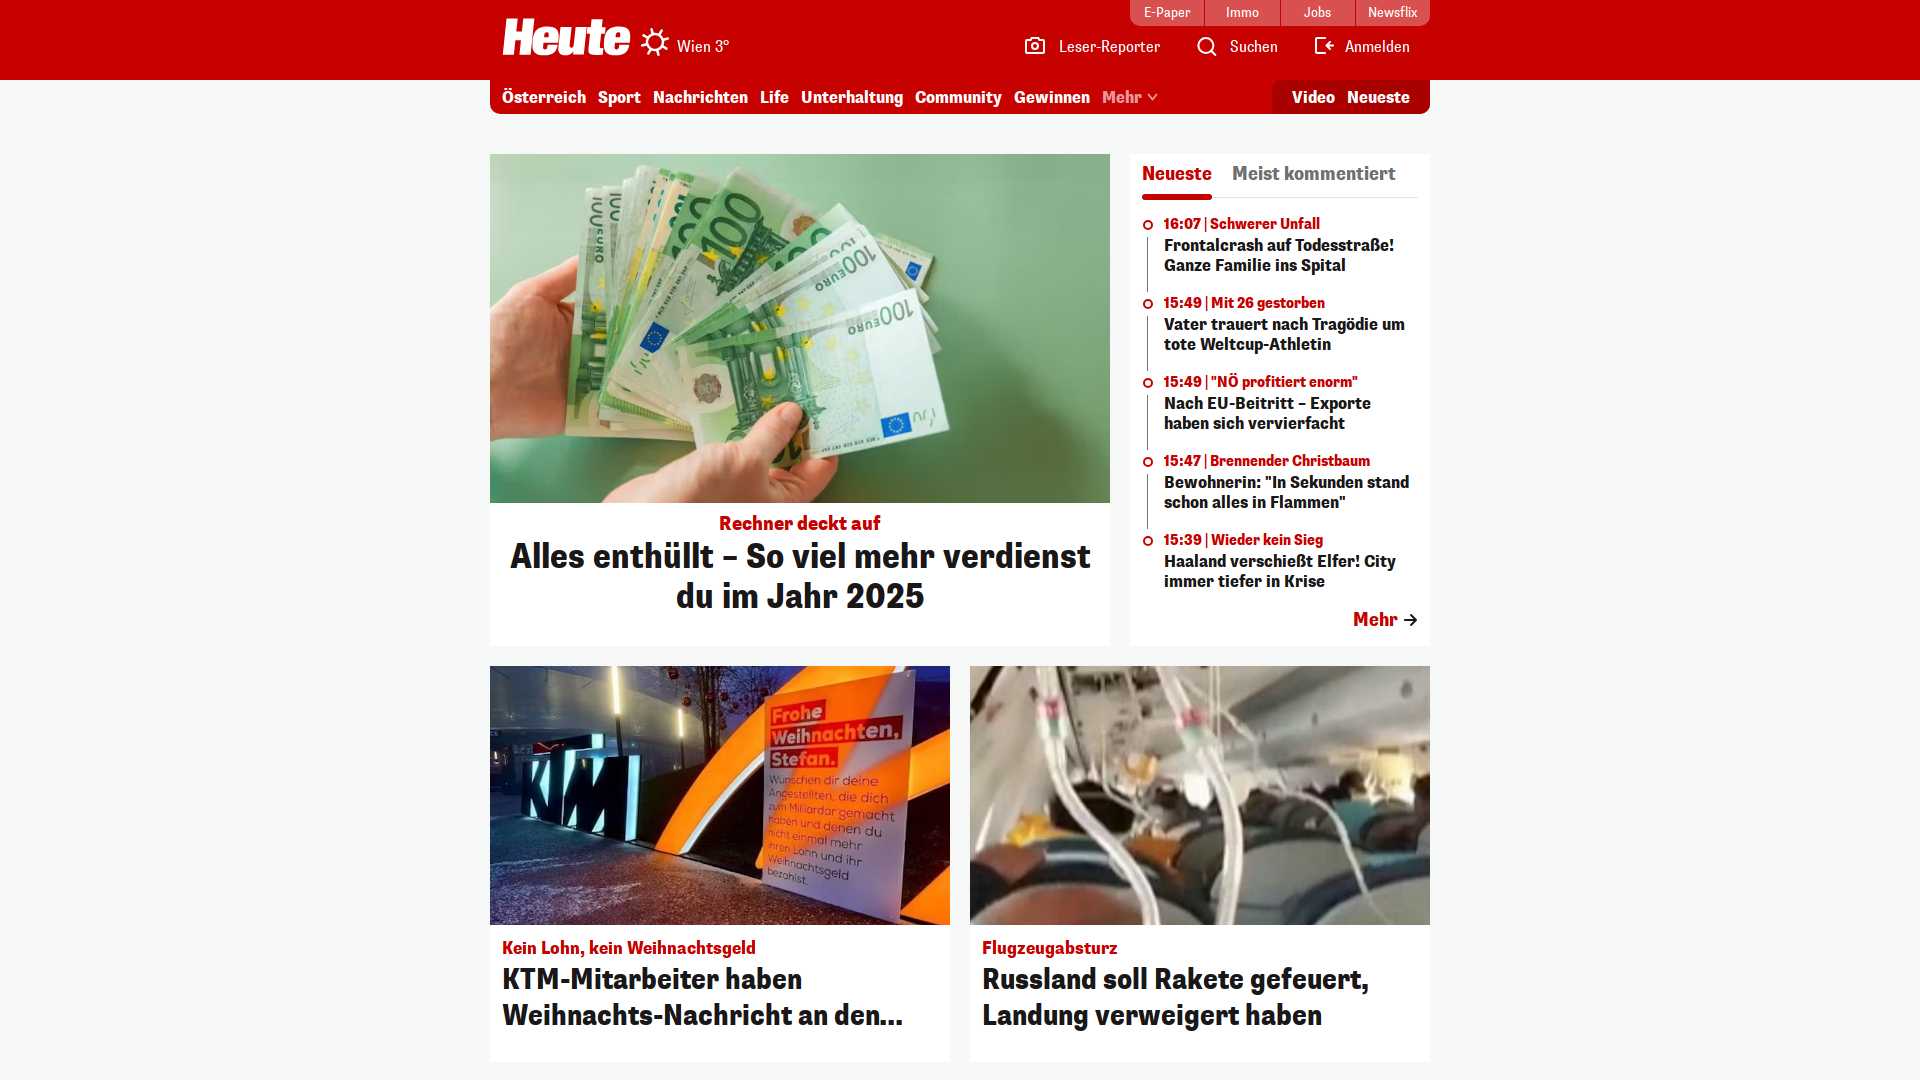 E-Paper
Immo
Jobs
Newsflix
Heute
Wien 3°
Leser-Reporter
Suchen
Anmelden
Österreich
Sport
Nachrichten
Life
Unterhaltung
Community
Gewinnen
Mehr
Video
Neueste
100
100EURO
100EURO
Rechner deckt auf
Alles enthüllt – So viel mehr verdienst
du im Jahr 2025
Neueste
Meist kommentiert
16:07 | Schwerer Unfall
Frontalcrash auf Todesstraße!
Ganze Familie ins Spital
15:49 | Mit 26 gestorben
Vater trauert nach Tragödie um
tote Weltcup-Athletin
15:49 | "NÖ profitiert enorm"
Nach EU-Beitritt – Exporte
haben sich vervierfacht
15:47 | Brennender Christbaum
Bewohnerin: "In Sekunden stand
schon alles in Flammen"
15:39 | Wieder kein Sieg
Haaland verschießt Elfer! City
immer tiefer in Krise
Mehr
KTM
Frohe
Weihnachten,
Stefan.
Wünschen dir deine
Angestellten, die dich
zum Milliardär gemacht
haben und denen du
nicht einmal mehr
ihren Lohn und ihr
Weihnachtsgeld
bezahlst.
Kein Lohn, kein Weihnachtsgeld
KTM-Mitarbeiter haben
Weihnachts-Nachricht an den...
Flugzeugabsturz
Russland soll Rakete gefeuert,
Landung verweigert haben